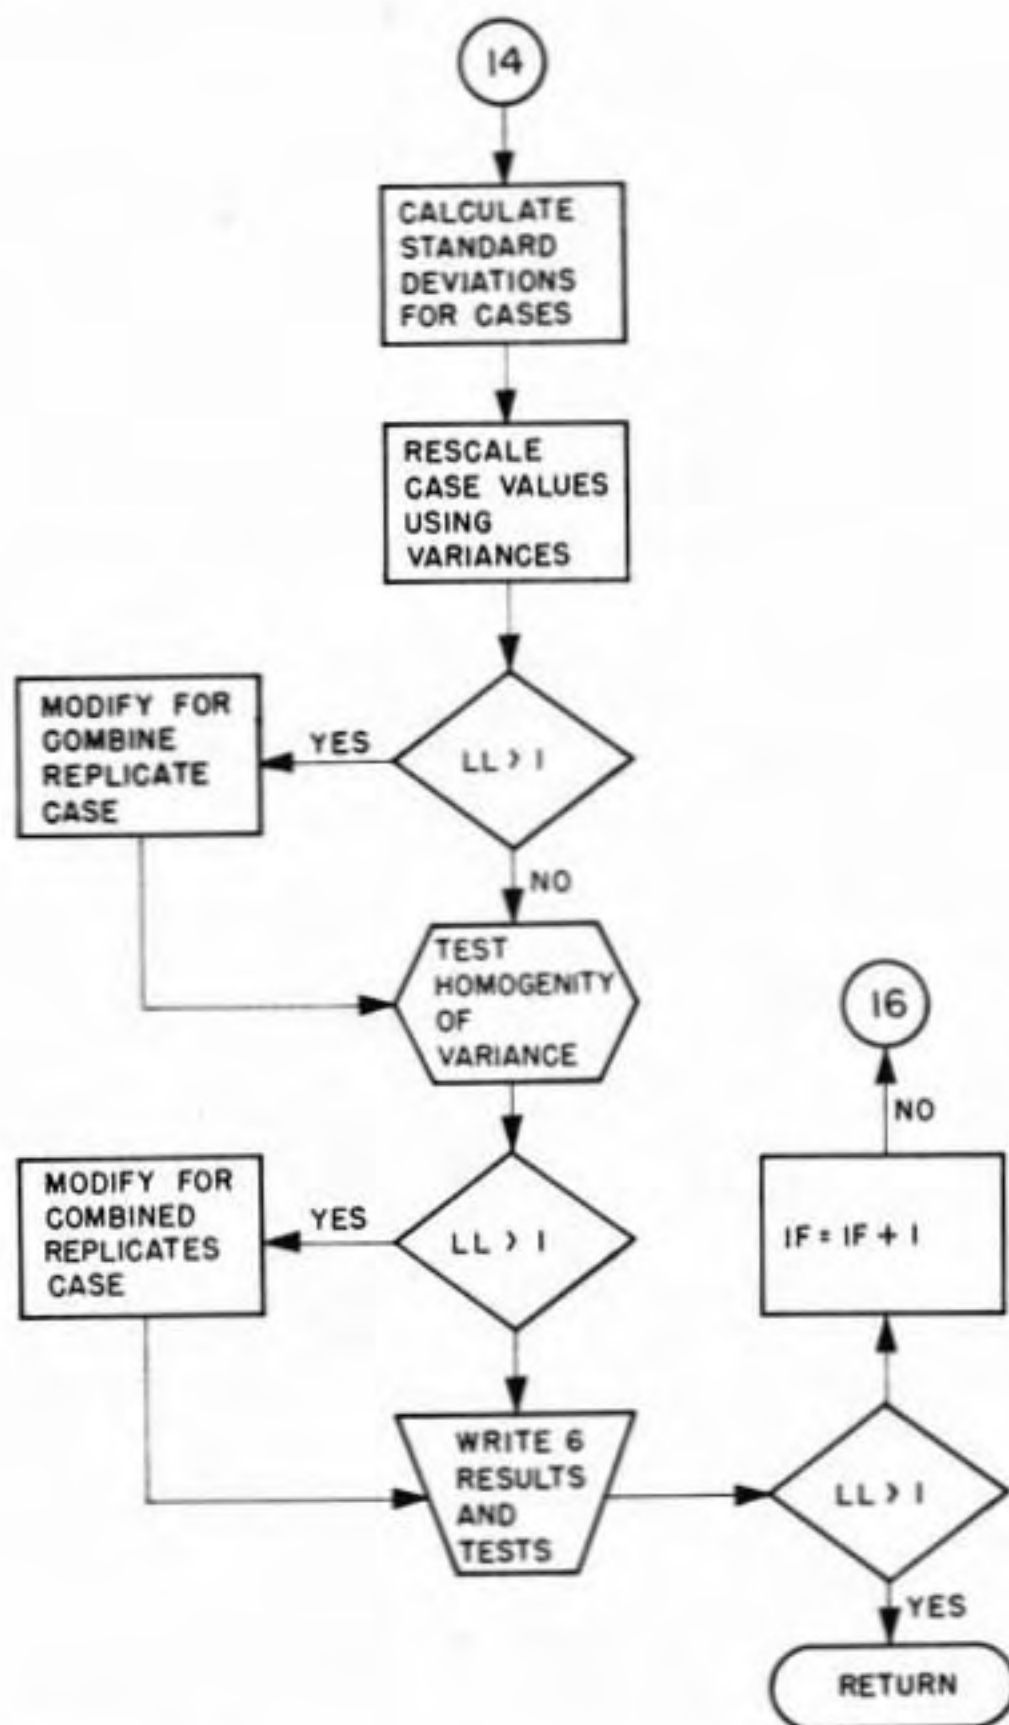 14
CALCULATE
STANDARD
DEVIATIONS
FOR CASES
RESCALE
CASE VALUES
USING
VARIANCES
LL > 1
YES
MODIFY FOR
COMBINE
REPLICATE
CASE
NO
TEST
HOMOGENITY
OF
VARIANCE
LL > 1
YES
MODIFY FOR
COMBINED
REPLICATES
CASE
WRITE 6
RESULTS
AND
TESTS
LL > 1
YES
RETURN
IF = IF + 1
NO
16